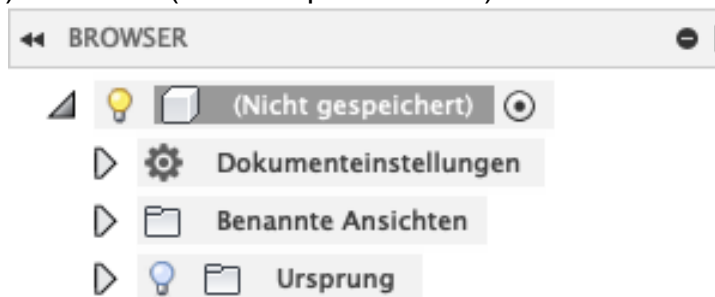 BROWSER
(Nicht gespeichert)
Dokumenteinstellungen
Benannte Ansichten
Ursprung